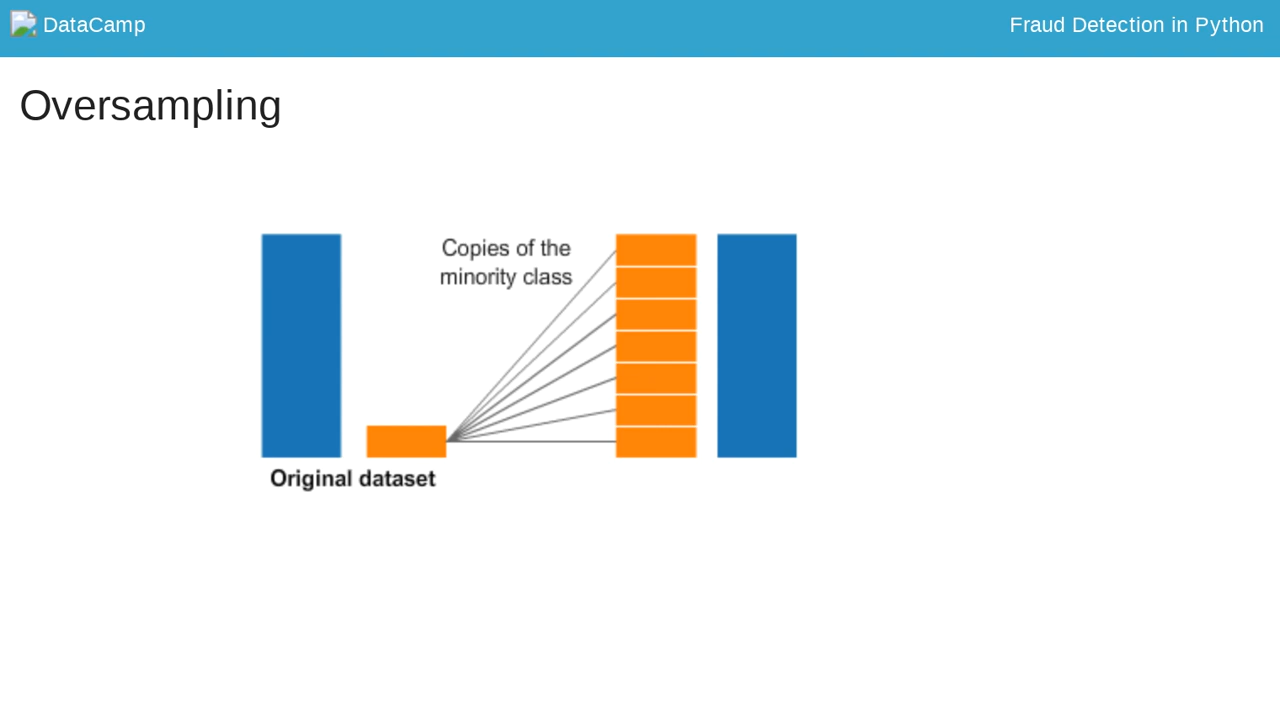 DataCamp
Fraud Detection in Python
Oversampling
Copies of the
minority class
Original dataset